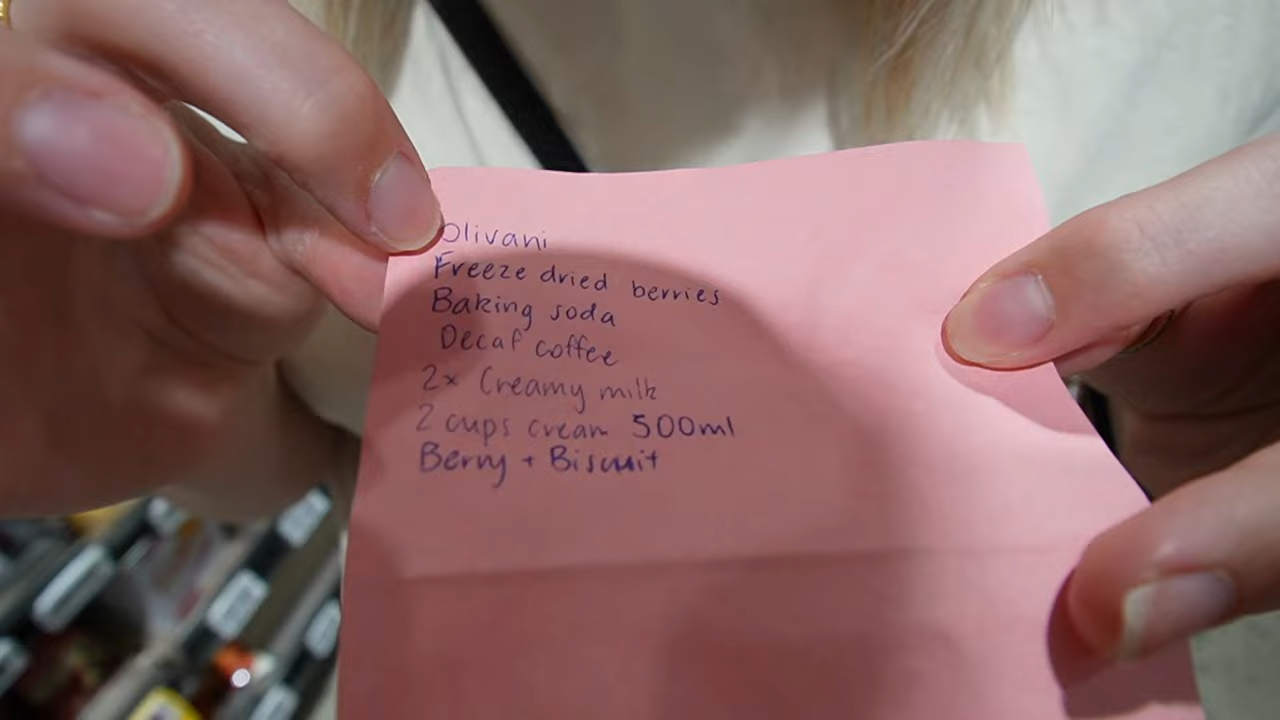 Olivani
Freeze dried berries
Baking soda
Decaf coffee
2x Creamy milk
2 cups cream 500ml
Berry + Biscuit